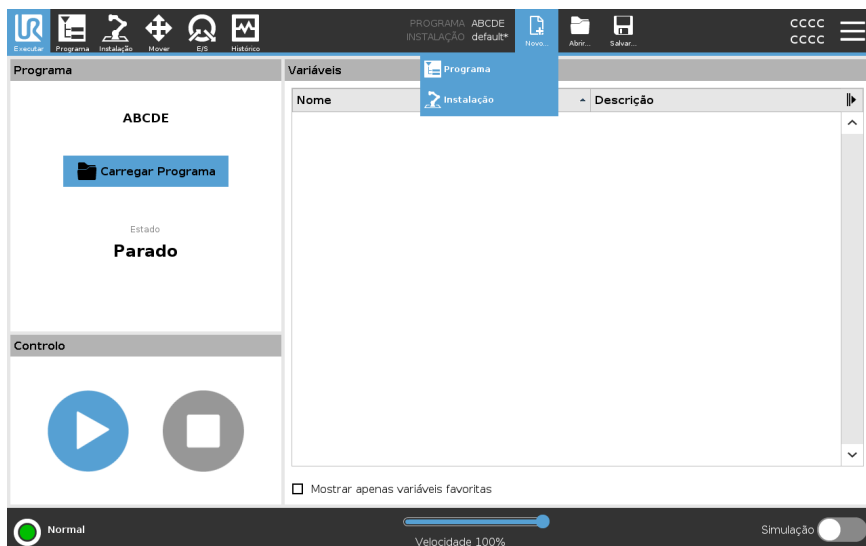 PROGRAMA ABCDE
INSTALAÇÃO default*
CCCC
CCCC
Executar Programa Instalação Mover E/S Histórico Novo... Abrir... Salvar...
Programa
Instalação
Programa
ABCDE
Carregar Programa
Estado
Parado
Controlo
Variáveis
Nome Descrição
Mostrar apenas variáveis favoritas
Normal
Velocidade 100%
Simulação